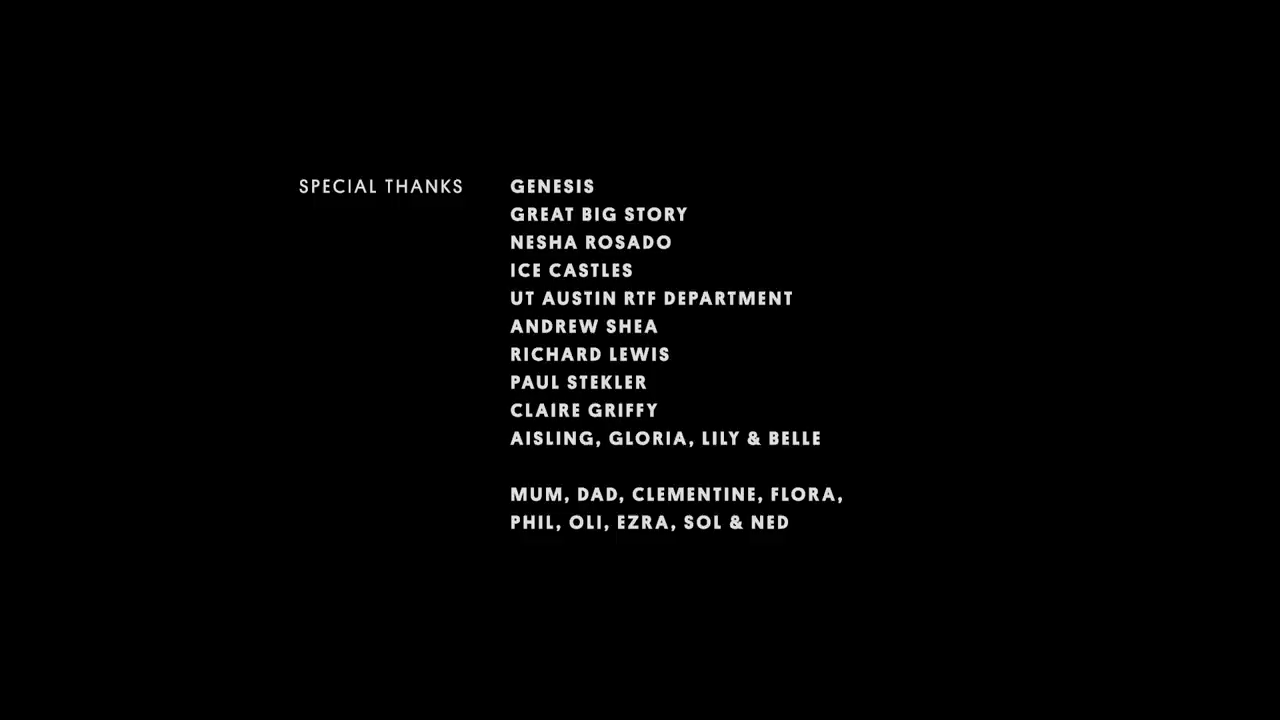 SPECIAL THANKS GENESIS
GREAT BIG STORY
NESHA ROSADO
ICE CASTLES
UT AUSTIN RTF DEPARTMENT
ANDREW SHEA
RICHARD LEWIS
PAUL STEKLER
CLAIRE GRIFFY
AISLING, GLORIA, LILY & BELLE
MUM, DAD, CLEMENTINE, FLORA,
PHIL, OLI, EZRA, SOL & NED